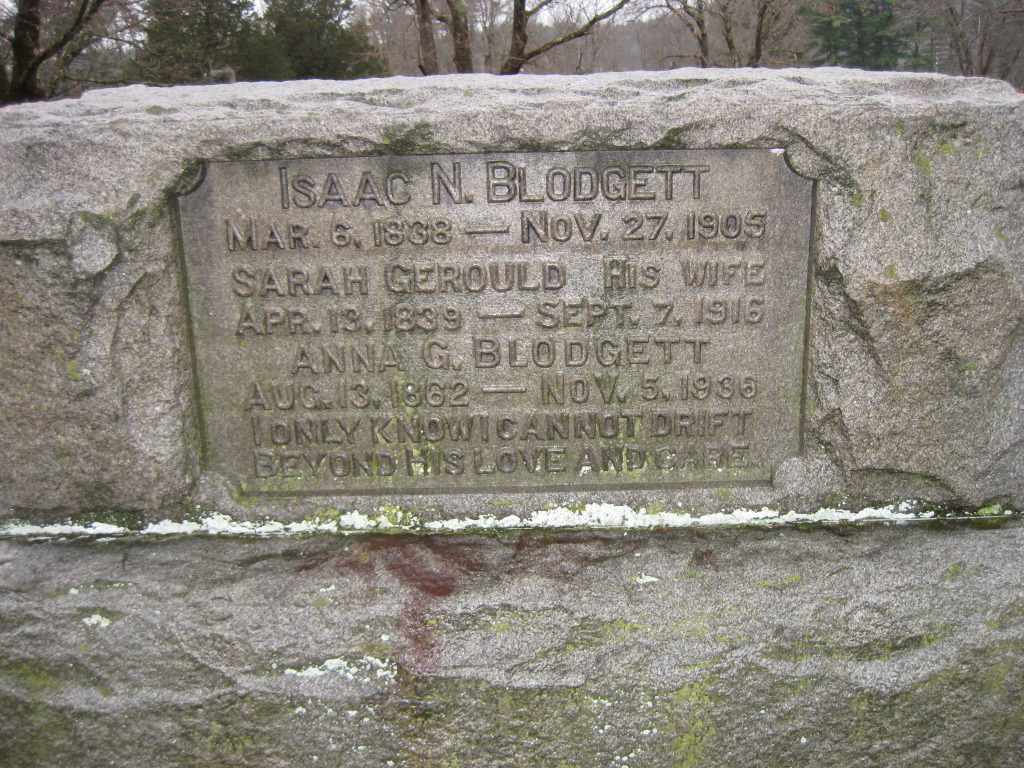 ISAAC N. BLODGETT
MAR. 6. 1838 — NOV. 27. 1905
SARAH GEROULD HIS WIFE
APR. 13. 1839 — SEPT. 7. 1916
ANNA G. BLODGETT
AUG. 13. 1862 — NOV. 5. 1936
I ONLY KNOW I CANNOT DRIFT
BEYOND HIS LOVE AND CARE